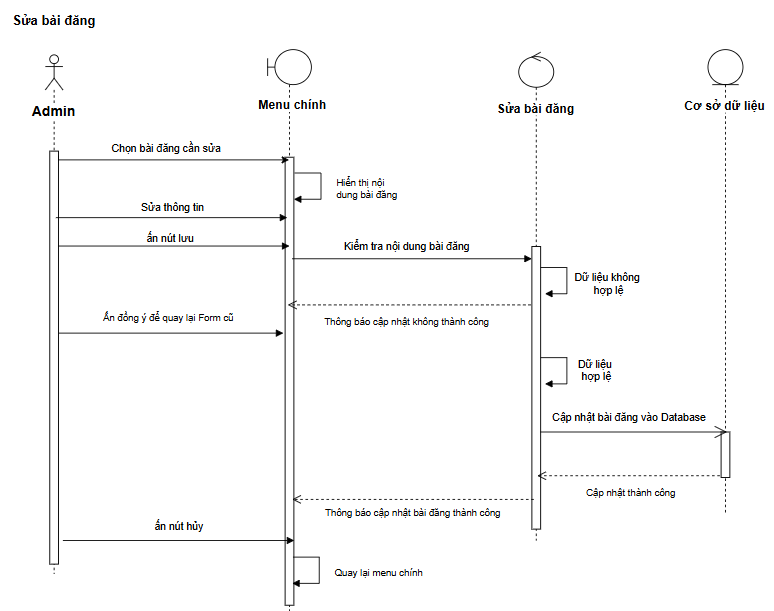 Sửa bài đăng
Admin
Menu chính
Sửa bài đăng
Cơ sở dữ liệu
Chọn bài đăng cần sửa
Hiển thị nội
dung bài đăng
Sửa thông tin
ấn nút lưu
Kiểm tra nội dung bài đăng
Dữ liệu không
hợp lệ
Thông báo cập nhật không thành công
Ấn đồng ý để quay lại Form cũ
Dữ liệu
hợp lệ
Cập nhật bài đăng vào Database
Cập nhật thành công
Thông báo cập nhật bài đăng thành công
ấn nút hủy
Quay lại menu chính